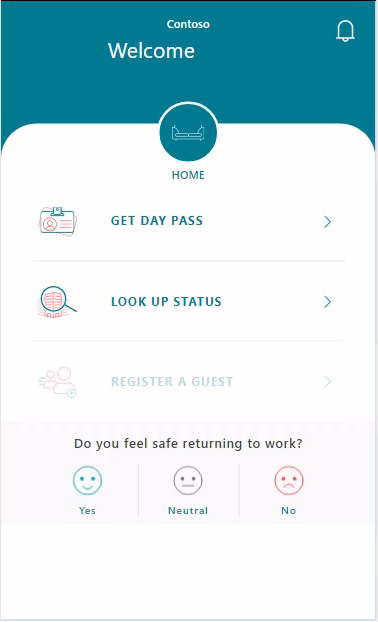 Contoso
Welcome
HOME
GET DAY PASS
LOOK UP STATUS
REGISTER A GUEST
Do you feel safe returning to work?
Yes
Neutral
No